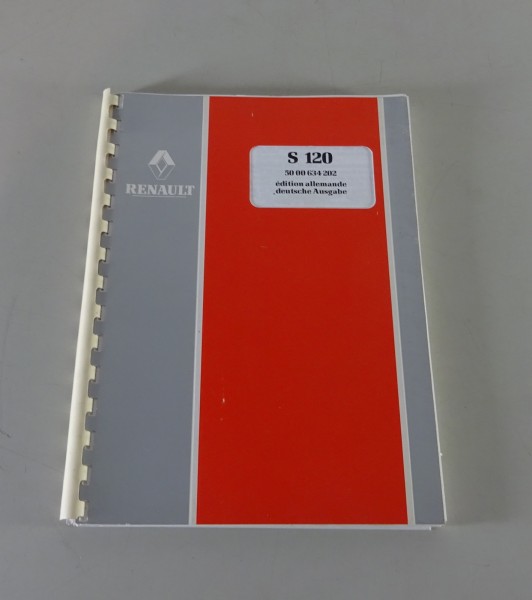 RENAULT
S 120
50 00 634 202
édition allemande
deutsche Ausgabe